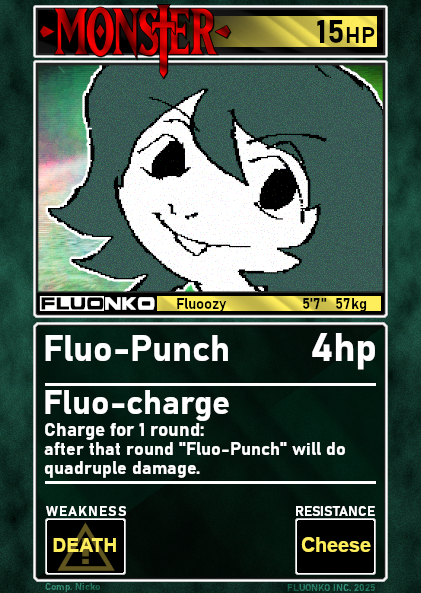 MONSTER
15HP
FLUONKO Fluoozy 5'7" 57kg
Fluo-Punch 4hp
Fluo-charge
Charge for 1 round:
after that round "Fluo-Punch" will do
quadruple damage.
WEAKNESS RESISTANCE
DEATH Cheese
Comp. Nicko FLUONKO INC. 2025